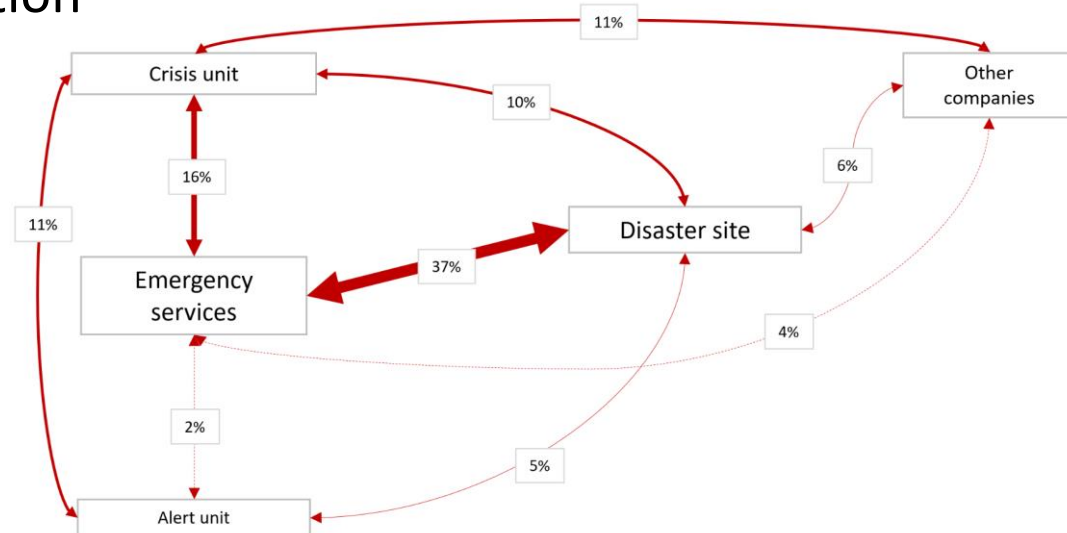 11%
Crisis unit
Other
companies
10%
6%
16%
11%
Disaster site
37%
Emergency
services
4%
2%
5%
Alert unit